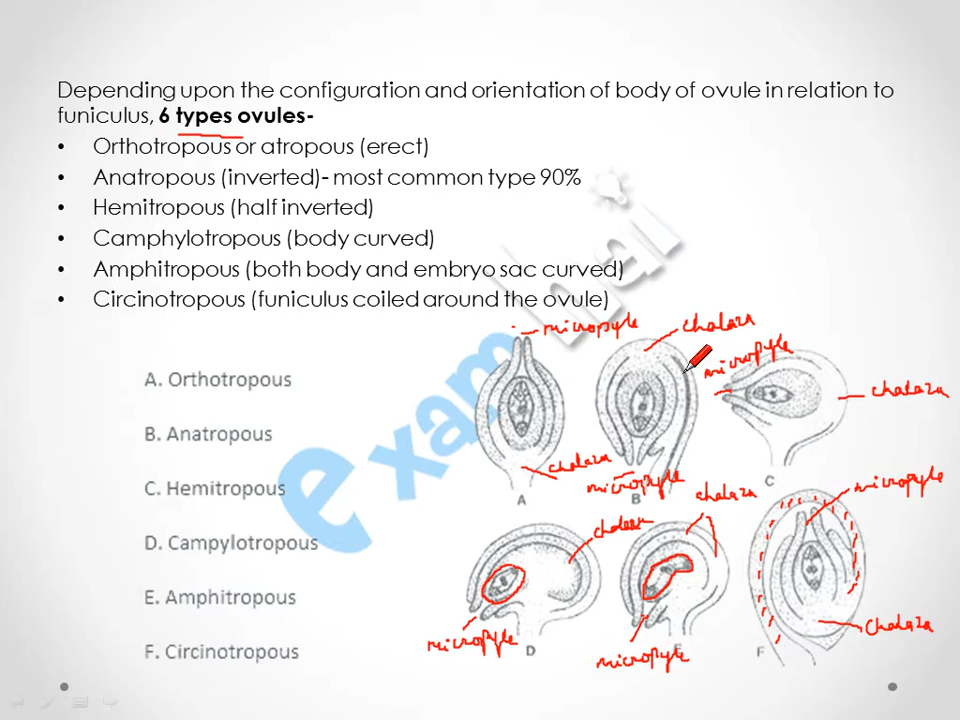 Depending upon the configuration and orientation of body of ovule in relation to
funiculus, 6 types ovules-
• Orthotropous or atropous (erect)
• Anatropous (inverted)- most common type 90%
• Hemitropous (half inverted)
• Camphylotropous (body curved)
• Amphitropous (both body and embryo sac curved)
• Circinotropous (funiculus coiled around the ovule)
exam hai
micropyle
chalaza
micropyle
chalaza
A. Orthotropous
B. Anatropous
C. Hemitropous
D. Campylotropous
E. Amphitropous
F. Circinotropous
chalaza
micropyle
chalaza
micropyle
A
B
C
chalaza
micropyle
micropyle
chalaza
D
E
F